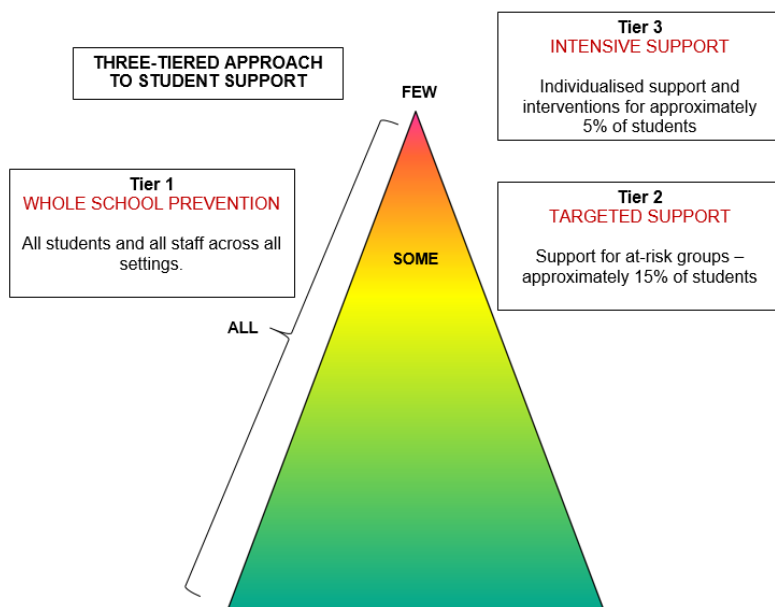 THREE-TIERED APPROACH
TO STUDENT SUPPORT
Tier 3
INTENSIVE SUPPORT
Individualised support and
interventions for approximately
5% of students
FEW
Tier 1
WHOLE SCHOOL PREVENTION
All students and all staff across all
settings.
Tier 2
TARGETED SUPPORT
Support for at-risk groups –
approximately 15% of students
SOME
ALL